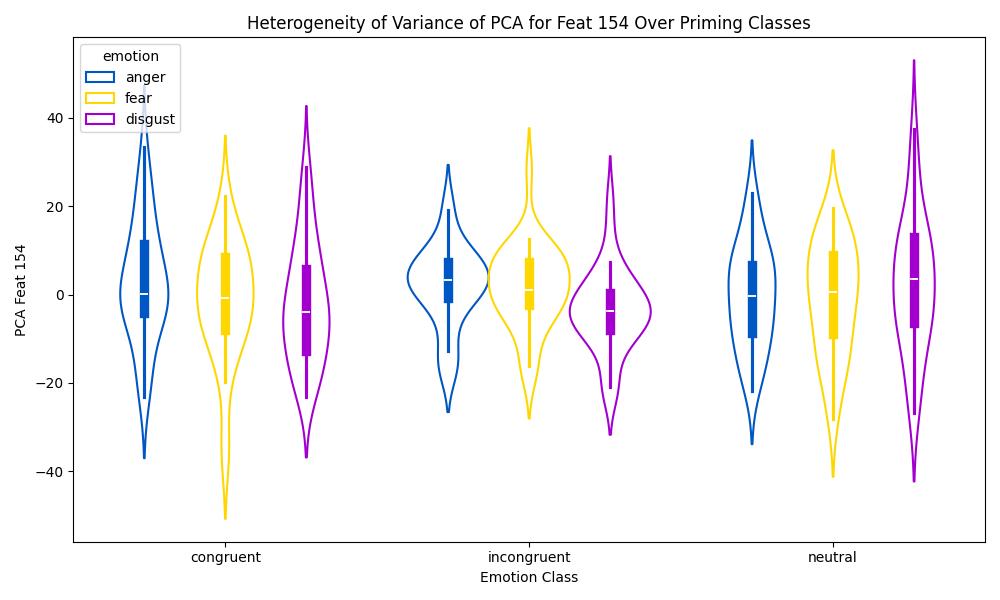 Heterogeneity of Variance of PCA for Feat 154 Over Priming Classes
emotion
anger
fear
disgust
PCA Feat 154
40
20
0
−20
−40
congruent
incongruent
neutral
Emotion Class